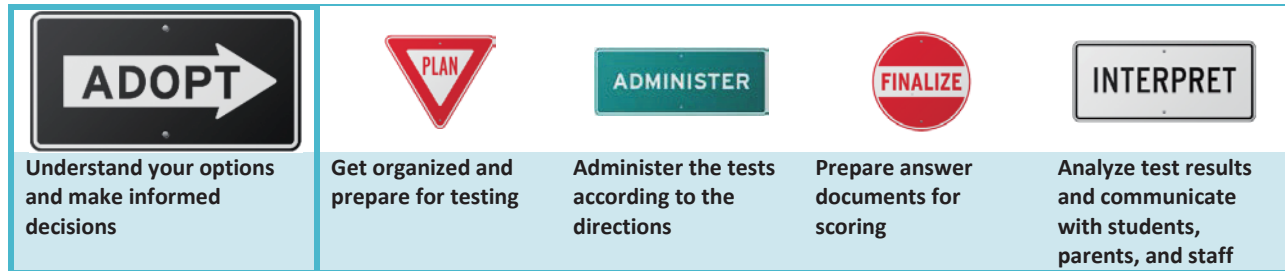 ADOPT
Understand your options
and make informed
decisions
PLAN
Get organized and
prepare for testing
ADMINISTER
Administer the tests
according to the
directions
FINALIZE
Prepare answer
documents for
scoring
INTERPRET
Analyze test results
and communicate
with students,
parents, and staff